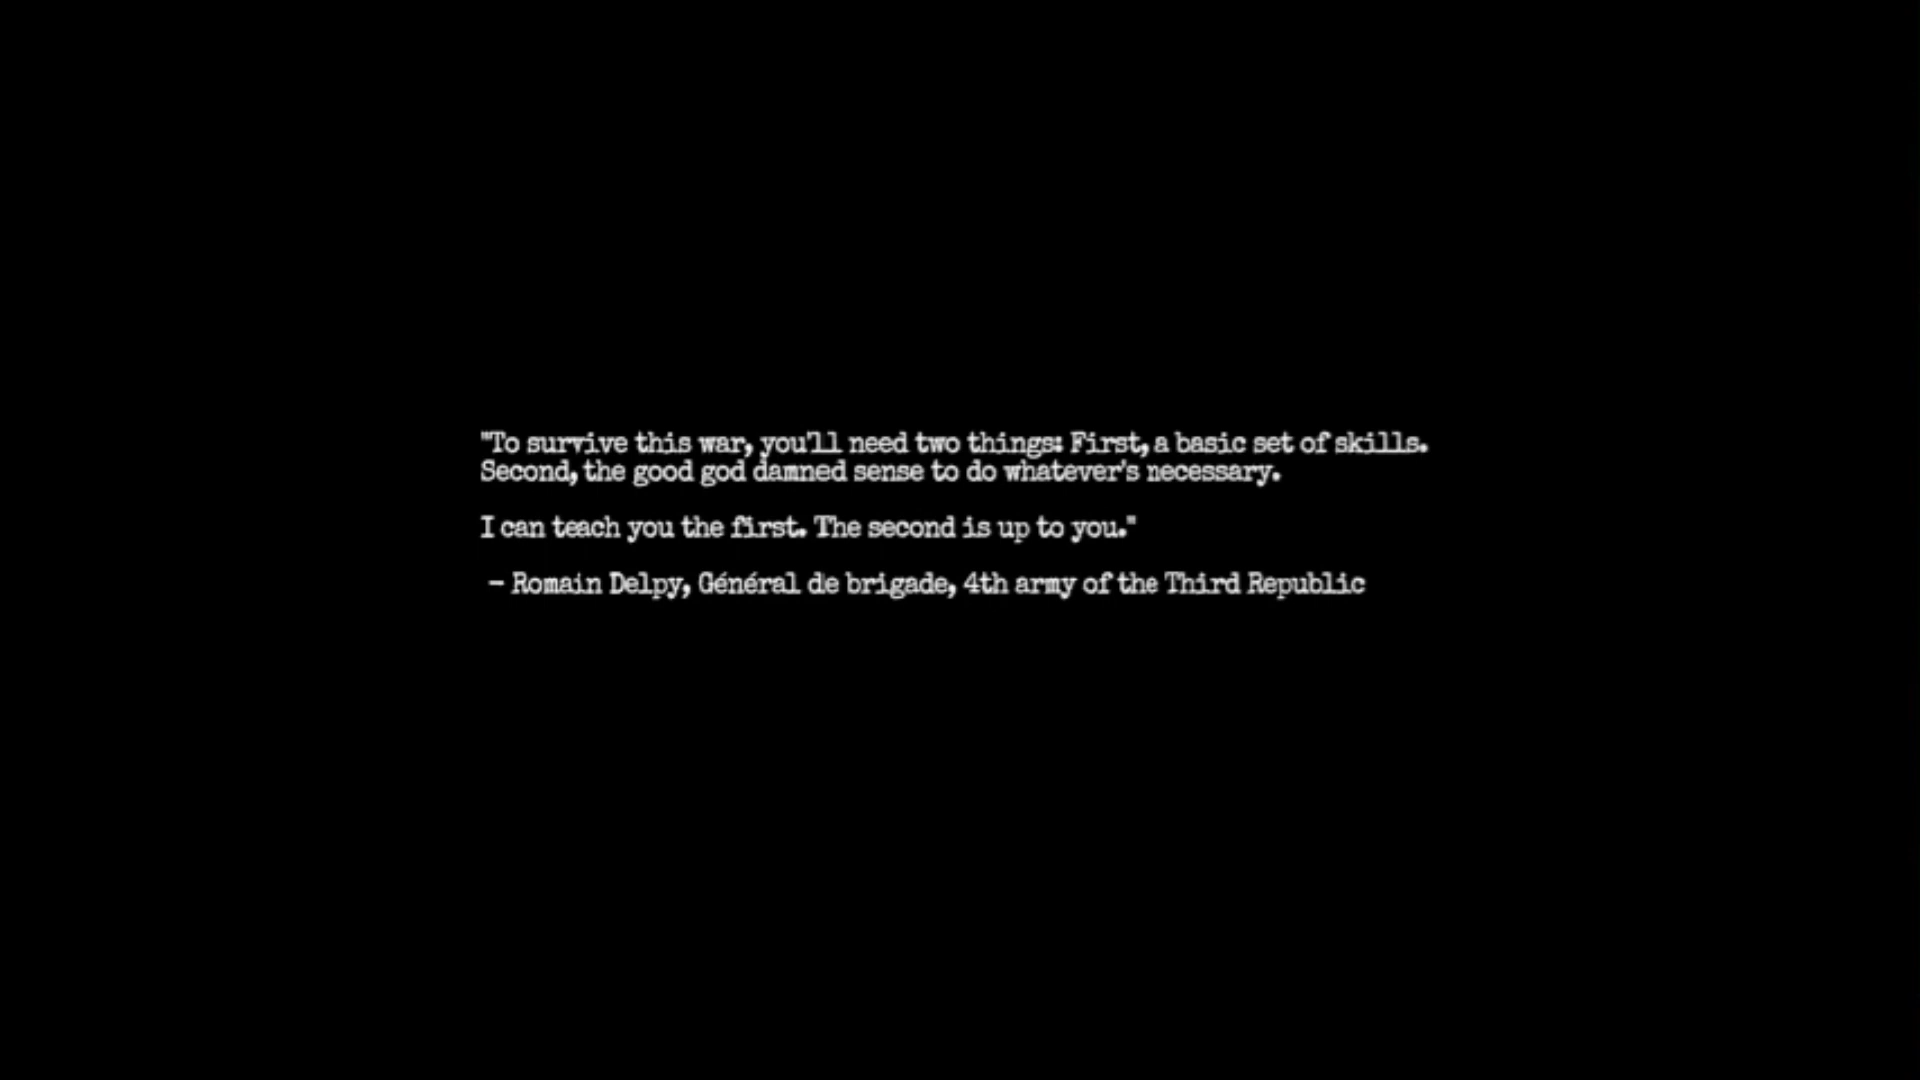 "To survive this war, you'll need two things: First, a basic set of skills.
Second, the good god damned sense to do whatever's necessary.
I can teach you the first. The second is up to you."
– Romain Delpy, Général de brigade, 4th army of the Third Republic